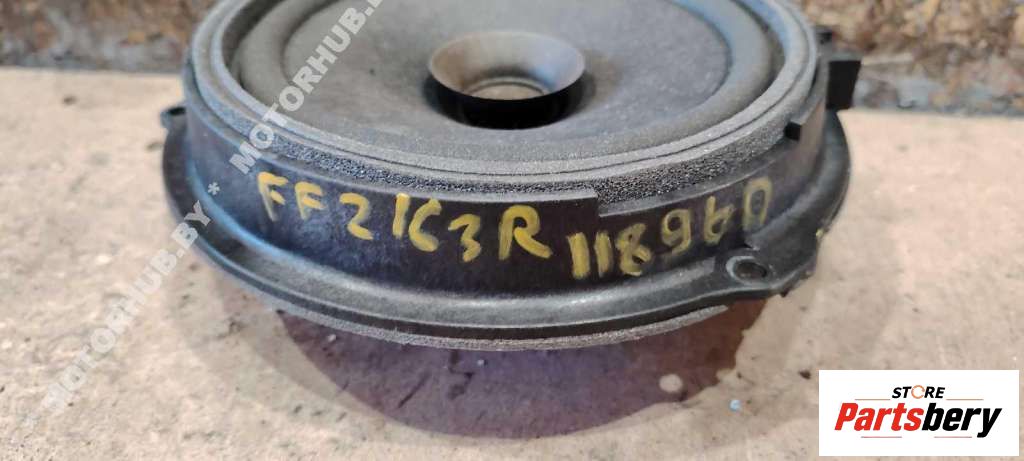 MOTORHUB.BY * MOTORHUB.BY
FF2163R 118960
STORE
Partsbery